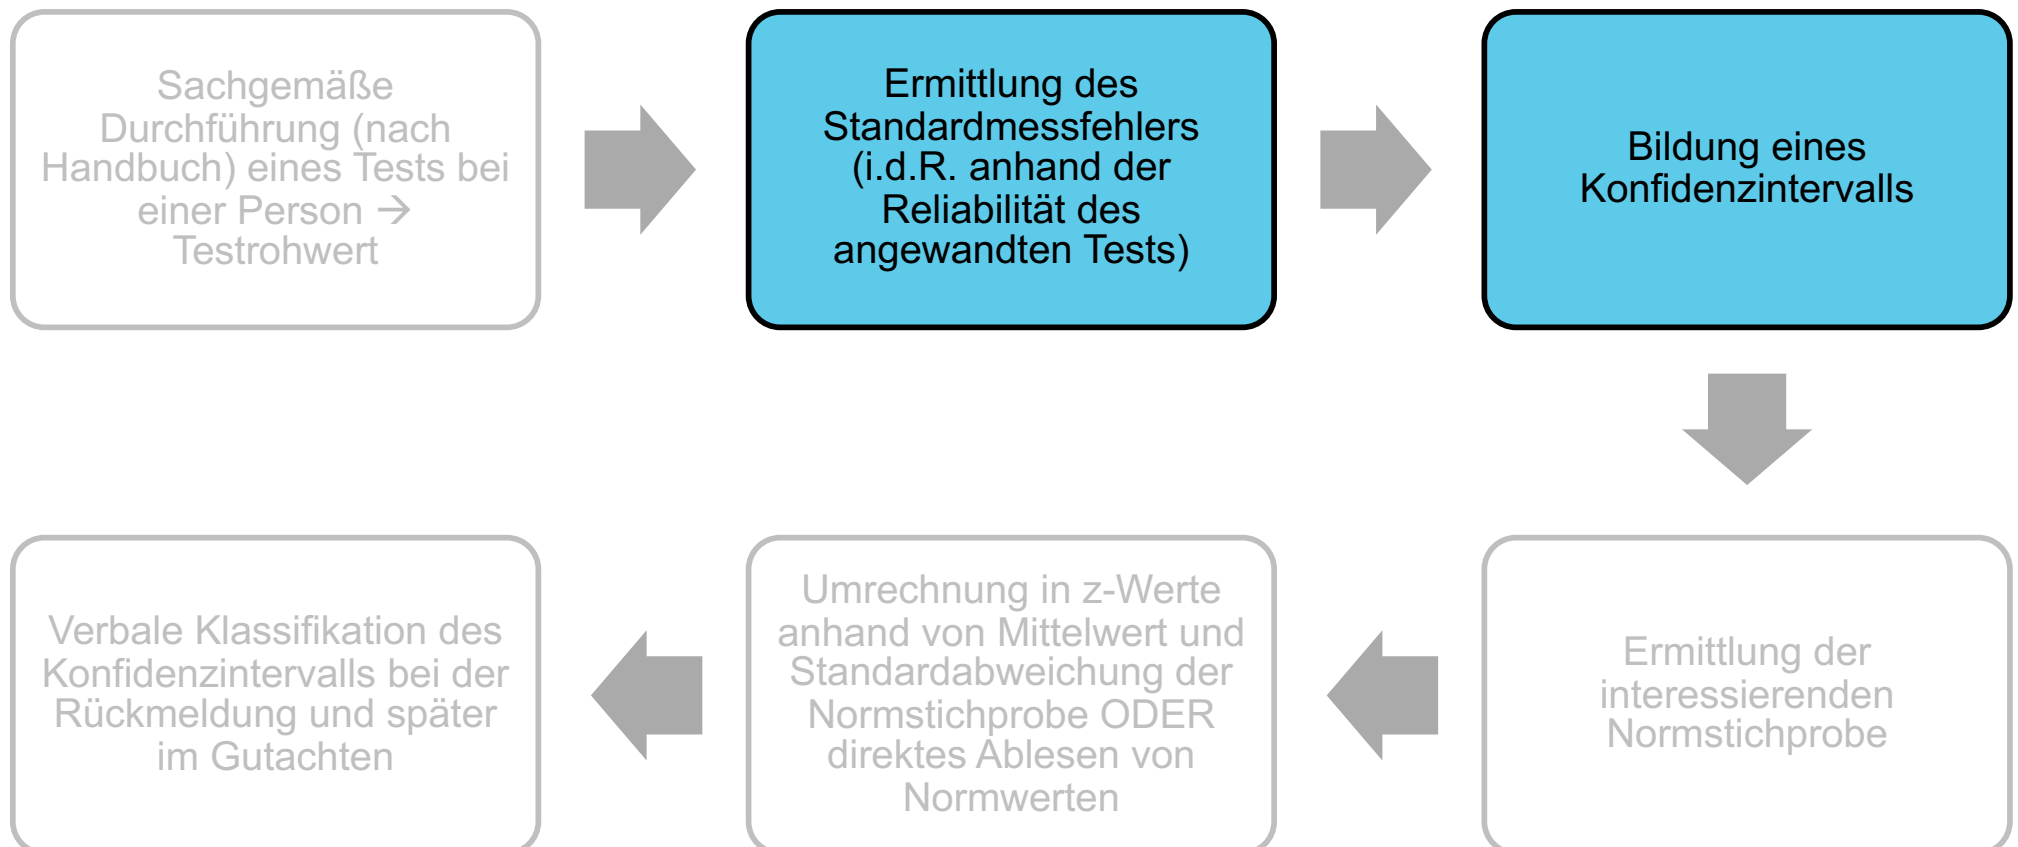 Sachgemäße
Durchführung (nach
Handbuch) eines Tests bei
einer Person →
Testrohwert
Ermittlung des
Standardmessfehlers
(i.d.R. anhand der
Reliabilität des
angewandten Tests)
Bildung eines
Konfidenzintervalls
Ermittlung der
interessierenden
Normstichprobe
Umrechnung in z-Werte
anhand von Mittelwert und
Standardabweichung der
Normstichprobe ODER
direktes Ablesen von
Normwerten
Verbale Klassifikation des
Konfidenzintervalls bei der
Rückmeldung und später
im Gutachten